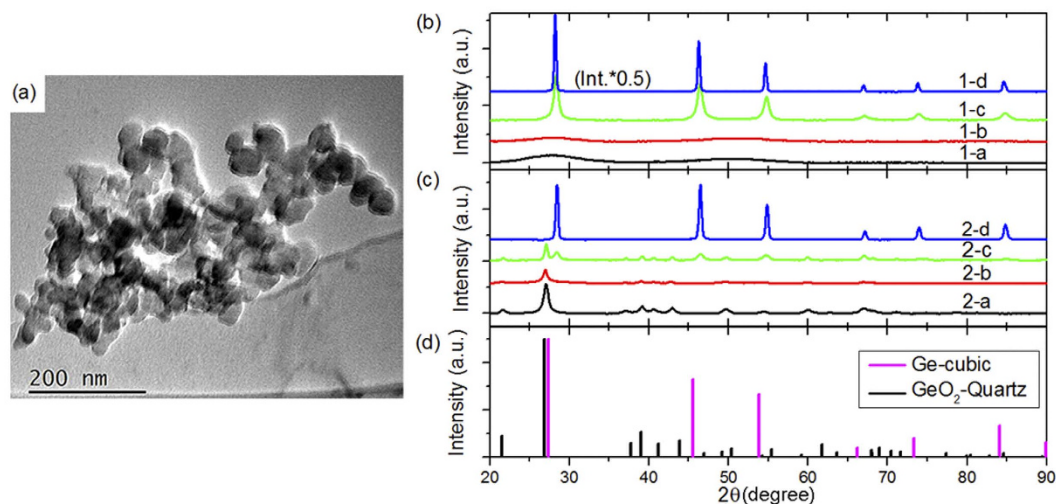 (a)
200 nm
(b)
Intensity (a.u.)
(Int.*0.5)
1-d
1-c
1-b
1-a
(c)
Intensity (a.u.)
2-d
2-c
2-b
2-a
(d)
Intensity (a.u.)
Ge-cubic
GeO₂-Quartz
20 30 40 50 60 70 80 90
2θ(degree)